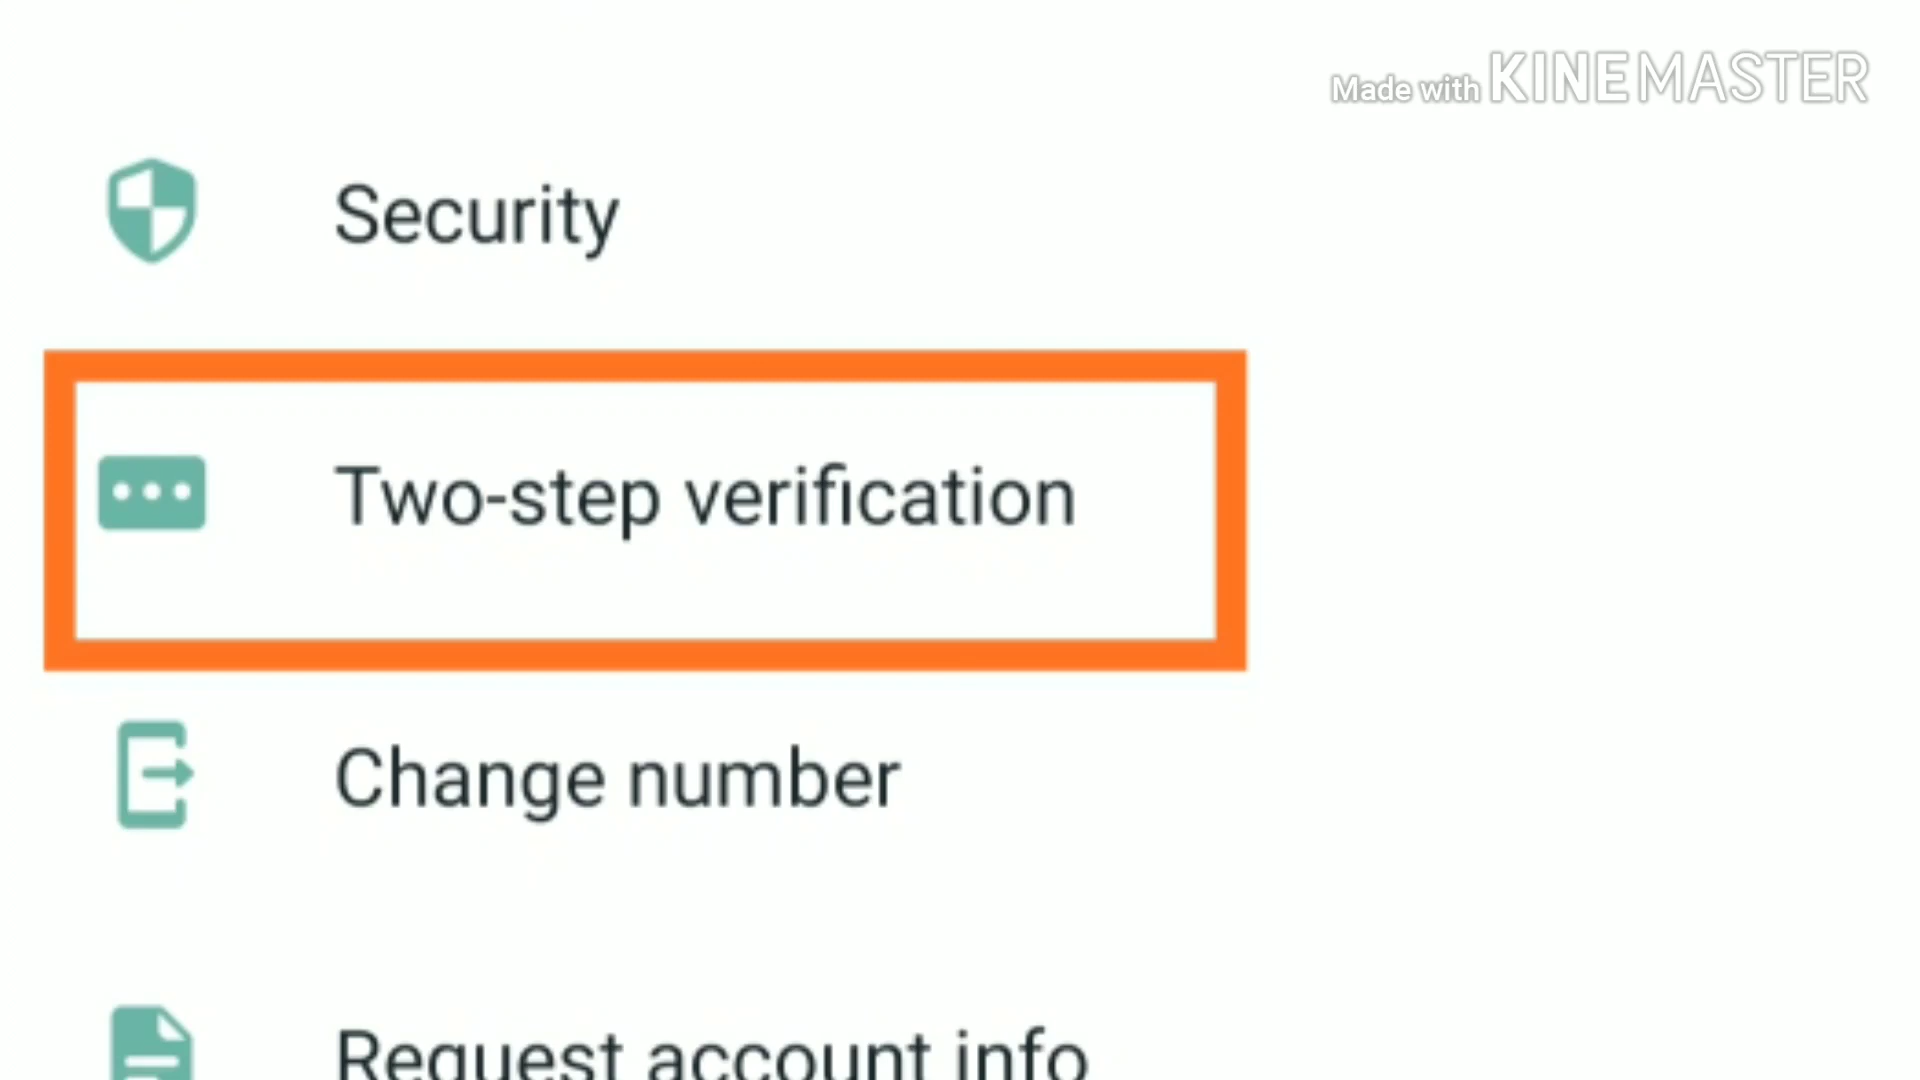 Made with KINEMASTER
Security
Two-step verification
Change number
Request account info